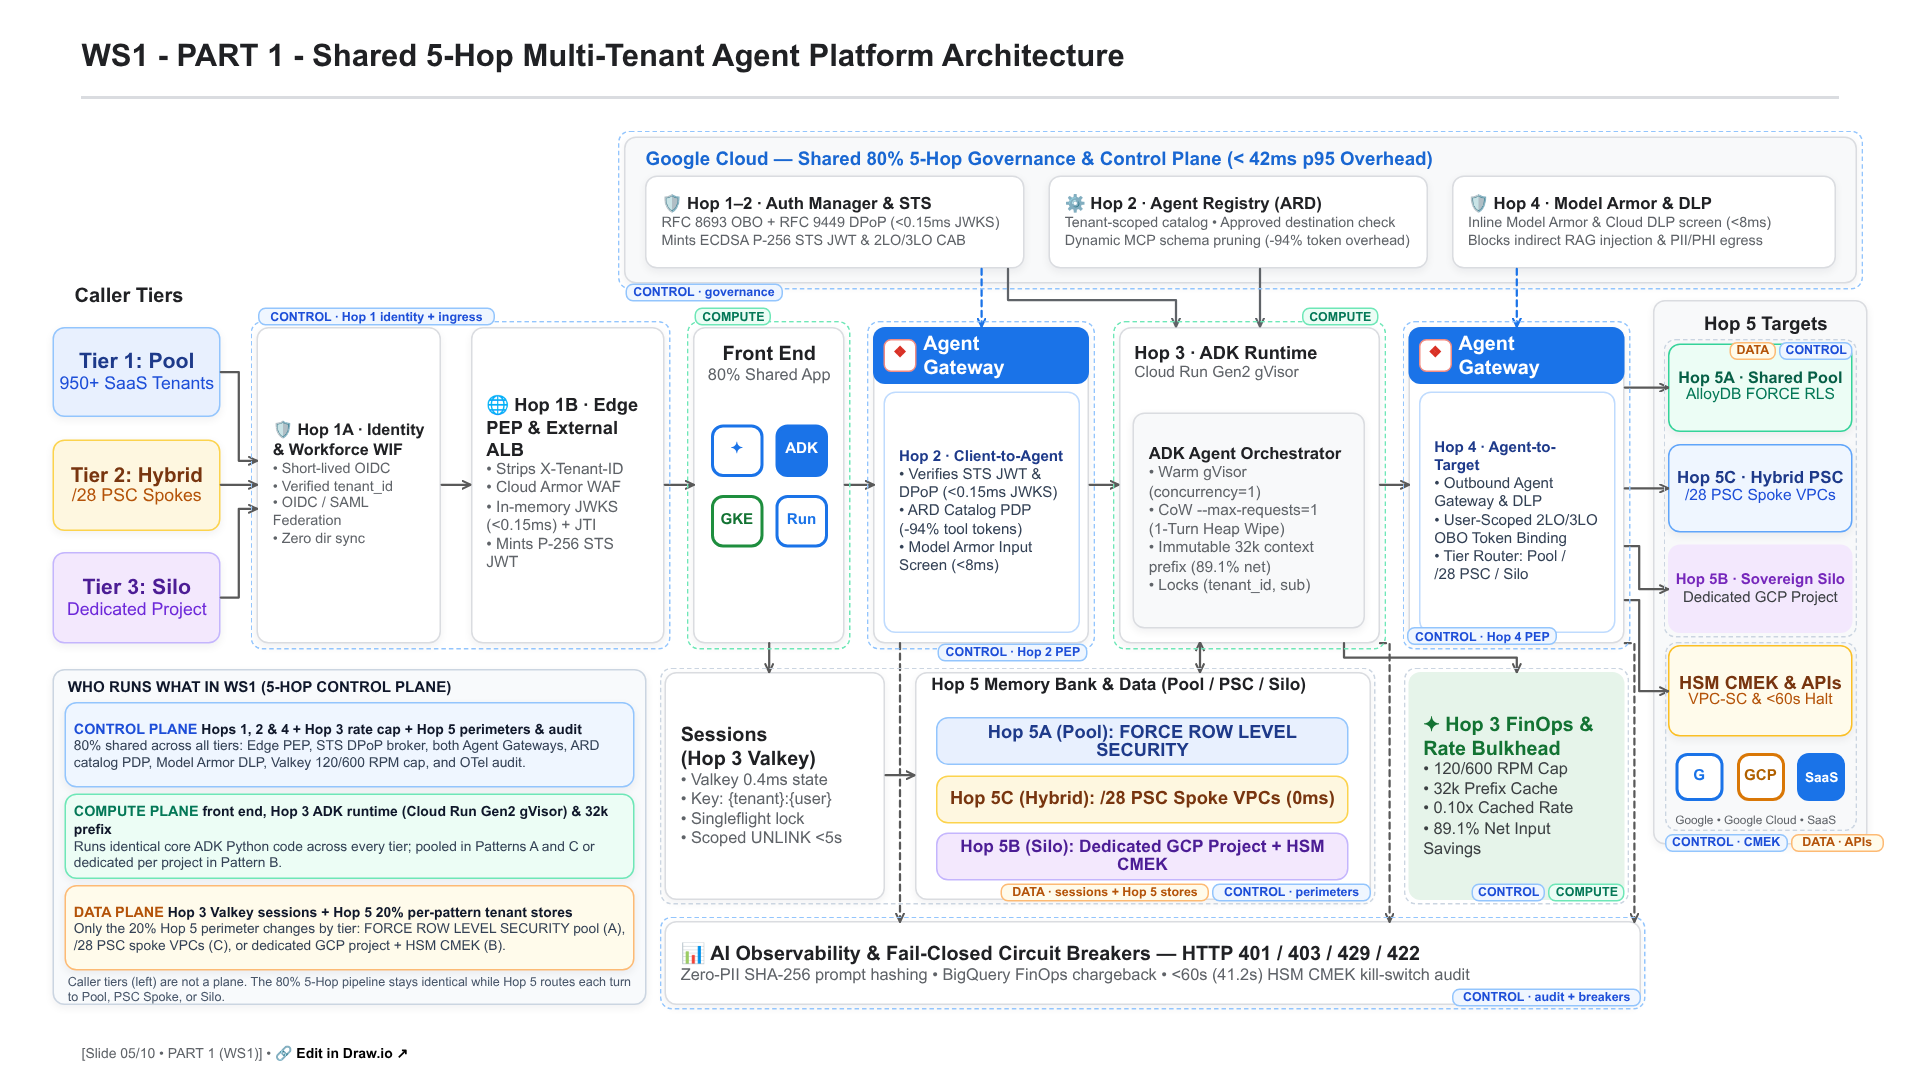 WS1 - PART 1 - Shared 5-Hop Multi-Tenant Agent Platform Architecture
Google Cloud — Shared 80% 5-Hop Governance & Control Plane (< 42ms p95 Overhead)
🛡️ Hop 1–2 · Auth Manager & STS
RFC 8693 OBO + RFC 9449 DPoP (<0.15ms JWKS)
Mints ECDSA P-256 STS JWT & 2LO/3LO CAB
⚙️ Hop 2 · Agent Registry (ARD)
Tenant-scoped catalog • Approved destination check
Dynamic MCP schema pruning (-94% token overhead)
🛡️ Hop 4 · Model Armor & DLP
Inline Model Armor & Cloud DLP screen (<8ms)
Blocks indirect RAG injection & PII/PHI egress
CONTROL · governance
Caller Tiers
Tier 1: Pool
950+ SaaS Tenants
Tier 2: Hybrid
/28 PSC Spokes
Tier 3: Silo
Dedicated Project
CONTROL · Hop 1 identity + ingress
🛡️ Hop 1A · Identity
& Workforce WIF
• Short-lived OIDC
• Verified tenant_id
• OIDC / SAML
Federation
• Zero dir sync
🌐 Hop 1B · Edge
PEP & External
ALB
• Strips X-Tenant-ID
• Cloud Armor WAF
• In-memory JWKS
(<0.15ms) + JTI
• Mints P-256 STS
JWT
COMPUTE
Front End
80% Shared App
✦
ADK
GKE
Run
Agent
Gateway
Hop 2 · Client-to-Agent
• Verifies STS JWT &
DPoP (<0.15ms JWKS)
• ARD Catalog PDP
(-94% tool tokens)
• Model Armor Input
Screen (<8ms)
CONTROL · Hop 2 PEP
COMPUTE
Hop 3 · ADK Runtime
Cloud Run Gen2 gVisor
ADK Agent Orchestrator
• Warm gVisor
(concurrency=1)
• CoW --max-requests=1
(1-Turn Heap Wipe)
• Immutable 32k context
prefix (89.1% net)
• Locks (tenant_id, sub)
Agent
Gateway
Hop 4 · Agent-to-
Target
• Outbound Agent
Gateway & DLP
• User-Scoped 2LO/3LO
OBO Token Binding
• Tier Router: Pool /
/28 PSC / Silo
CONTROL · Hop 4 PEP
Hop 5 Targets
DATA
CONTROL
Hop 5A · Shared Pool
AlloyDB FORCE RLS
Hop 5C · Hybrid PSC
/28 PSC Spoke VPCs
Hop 5B · Sovereign Silo
Dedicated GCP Project
HSM CMEK & APIs
VPC-SC & <60s Halt
G
GCP
SaaS
Google • Google Cloud • SaaS
CONTROL · CMEK
DATA · APIs
WHO RUNS WHAT IN WS1 (5-HOP CONTROL PLANE)
CONTROL PLANE Hops 1, 2 & 4 + Hop 3 rate cap + Hop 5 perimeters & audit
80% shared across all tiers: Edge PEP, STS DPoP broker, both Agent Gateways, ARD
catalog PDP, Model Armor DLP, Valkey 120/600 RPM cap, and OTel audit.
COMPUTE PLANE front end, Hop 3 ADK runtime (Cloud Run Gen2 gVisor) & 32k
prefix
Runs identical core ADK Python code across every tier; pooled in Patterns A and C or
dedicated per project in Pattern B.
DATA PLANE Hop 3 Valkey sessions + Hop 5 20% per-pattern tenant stores
Only the 20% Hop 5 perimeter changes by tier: FORCE ROW LEVEL SECURITY pool (A),
/28 PSC spoke VPCs (C), or dedicated GCP project + HSM CMEK (B).
Caller tiers (left) are not a plane. The 80% 5-Hop pipeline stays identical while Hop 5 routes each turn
to Pool, PSC Spoke, or Silo.
Sessions
(Hop 3 Valkey)
• Valkey 0.4ms state
• Key: {tenant}:{user}
• Singleflight lock
• Scoped UNLINK <5s
Hop 5 Memory Bank & Data (Pool / PSC / Silo)
Hop 5A (Pool): FORCE ROW LEVEL
SECURITY
Hop 5C (Hybrid): /28 PSC Spoke VPCs (0ms)
Hop 5B (Silo): Dedicated GCP Project + HSM
CMEK
DATA · sessions + Hop 5 stores
CONTROL · perimeters
✦ Hop 3 FinOps &
Rate Bulkhead
• 120/600 RPM Cap
• 32k Prefix Cache
• 0.10x Cached Rate
• 89.1% Net Input
Savings
CONTROL
COMPUTE
📊 AI Observability & Fail-Closed Circuit Breakers — HTTP 401 / 403 / 429 / 422
Zero-PII SHA-256 prompt hashing • BigQuery FinOps chargeback • <60s (41.2s) HSM CMEK kill-switch audit
CONTROL · audit + breakers
[Slide 05/10 • PART 1 (WS1)] • 🔗 Edit in Draw.io ↗